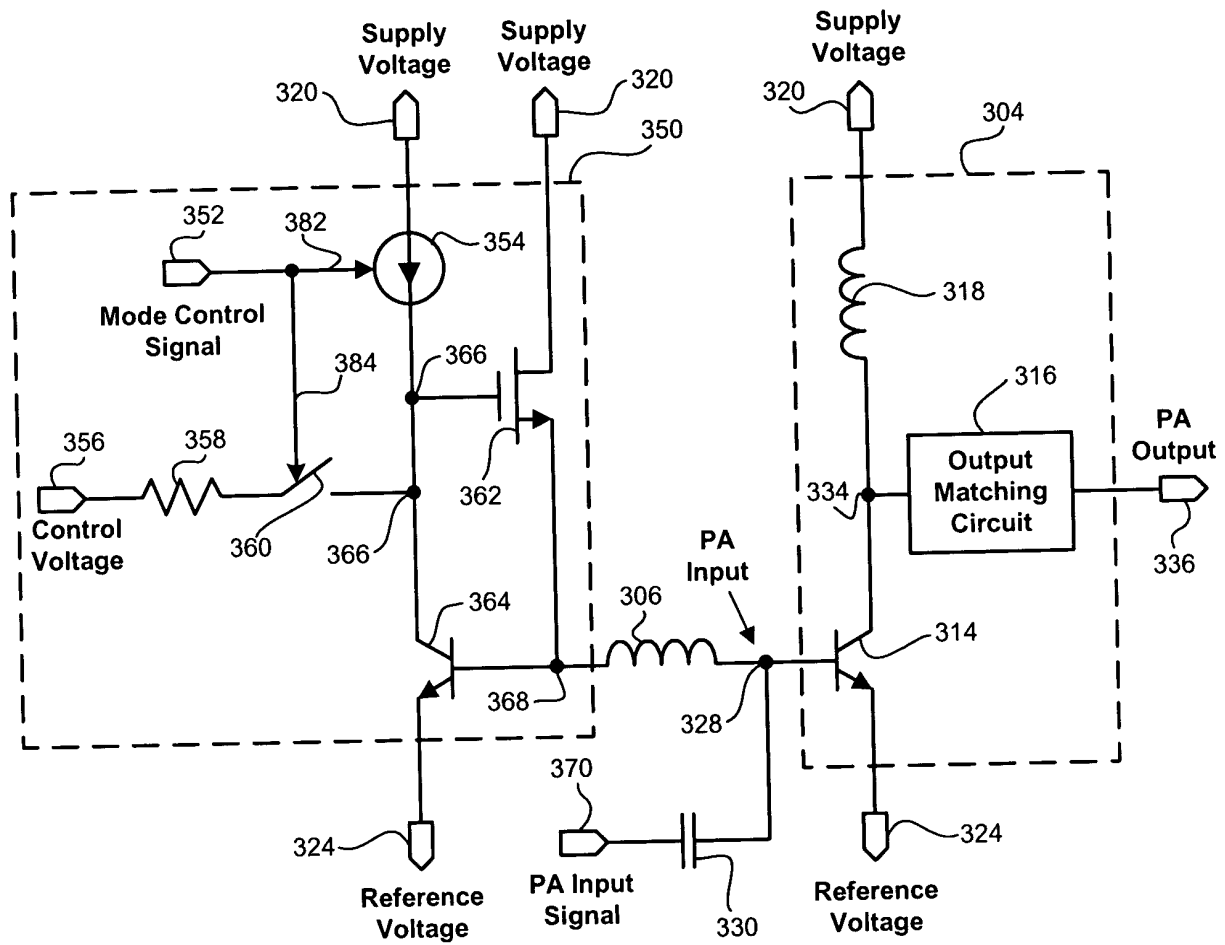 Supply
Voltage
Supply
Voltage
Supply
Voltage
320
320
320
304
350
352
382
354
Mode Control
Signal
318
384
366
316
356
358
362
Output
Matching
Circuit
PA
Output
334
336
Control
Voltage
360
366
PA
Input
364
306
314
368
328
370
324
324
PA Input
Signal
330
Reference
Voltage
Reference
Voltage